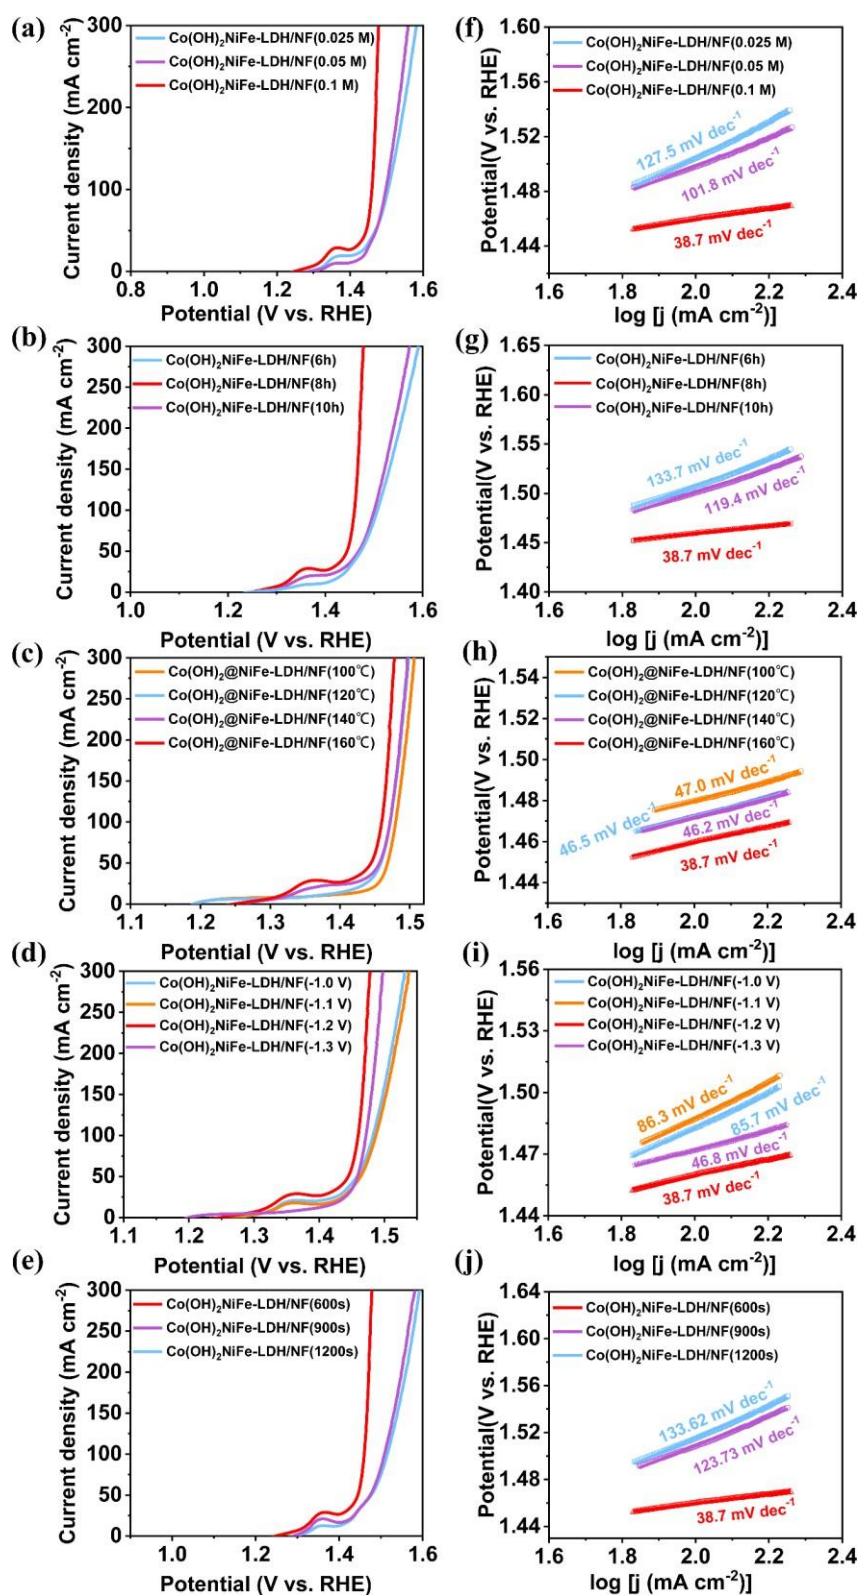 (a)
300
200
100
0
Current density (mA cm⁻²)
Co(OH)₂NiFe-LDH/NF(0.025 M)
Co(OH)₂NiFe-LDH/NF(0.05 M)
Co(OH)₂NiFe-LDH/NF(0.1 M)
0.8 1.0 1.2 1.4 1.6
Potential (V vs. RHE)
(f)
1.60
1.56
1.52
1.48
1.44
Potential(V vs. RHE)
Co(OH)₂NiFe-LDH/NF(0.025 M)
Co(OH)₂NiFe-LDH/NF(0.05 M)
Co(OH)₂NiFe-LDH/NF(0.1 M)
127.5 mV dec⁻¹
101.8 mV dec⁻¹
38.7 mV dec⁻¹
1.6 1.8 2.0 2.2 2.4
log [j (mA cm⁻²)]
(b)
300
250
200
150
100
50
0
Current density (mA cm⁻²)
Co(OH)₂NiFe-LDH/NF(6h)
Co(OH)₂NiFe-LDH/NF(8h)
Co(OH)₂NiFe-LDH/NF(10h)
1.0 1.1 1.2 1.3 1.4 1.5 1.6
Potential (V vs. RHE)
(g)
1.65
1.60
1.55
1.50
1.45
1.40
Potential(V vs. RHE)
Co(OH)₂NiFe-LDH/NF(6h)
Co(OH)₂NiFe-LDH/NF(8h)
Co(OH)₂NiFe-LDH/NF(10h)
133.7 mV dec⁻¹
119.4 mV dec⁻¹
38.7 mV dec⁻¹
1.6 1.8 2.0 2.2 2.4
log [j (mA cm⁻²)]
(c)
300
250
200
150
100
50
0
Current density (mA cm⁻²)
Co(OH)₂@NiFe-LDH/NF(100℃)
Co(OH)₂@NiFe-LDH/NF(120℃)
Co(OH)₂@NiFe-LDH/NF(140℃)
Co(OH)₂@NiFe-LDH/NF(160℃)
1.1 1.2 1.3 1.4 1.5
Potential (V vs. RHE)
(h)
1.54
1.52
1.50
1.48
1.46
1.44
Potential(V vs. RHE)
Co(OH)₂@NiFe-LDH/NF(100℃)
Co(OH)₂@NiFe-LDH/NF(120℃)
Co(OH)₂@NiFe-LDH/NF(140℃)
Co(OH)₂@NiFe-LDH/NF(160℃)
47.0 mV dec⁻¹
46.5 mV dec⁻¹
46.2 mV dec⁻¹
38.7 mV dec⁻¹
1.6 1.8 2.0 2.2 2.4
log [j (mA cm⁻²)]
(d)
300
250
200
150
100
50
0
Current density (mA cm⁻²)
Co(OH)₂NiFe-LDH/NF(-1.0 V)
Co(OH)₂NiFe-LDH/NF(-1.1 V)
Co(OH)₂NiFe-LDH/NF(-1.2 V)
Co(OH)₂NiFe-LDH/NF(-1.3 V)
1.1 1.2 1.3 1.4 1.5
Potential (V vs. RHE)
(i)
1.56
1.53
1.50
1.47
1.44
Potential(V vs. RHE)
Co(OH)₂NiFe-LDH/NF(-1.0 V)
Co(OH)₂NiFe-LDH/NF(-1.1 V)
Co(OH)₂NiFe-LDH/NF(-1.2 V)
Co(OH)₂NiFe-LDH/NF(-1.3 V)
86.3 mV dec⁻¹
85.7 mV dec⁻¹
46.8 mV dec⁻¹
38.7 mV dec⁻¹
1.6 1.8 2.0 2.2 2.4
log [j (mA cm⁻²)]
(e)
300
250
200
150
100
50
0
Current density (mA cm⁻²)
Co(OH)₂NiFe-LDH/NF(600s)
Co(OH)₂NiFe-LDH/NF(900s)
Co(OH)₂NiFe-LDH/NF(1200s)
1.0 1.1 1.2 1.3 1.4 1.5 1.6
Potential (V vs. RHE)
(j)
1.64
1.60
1.56
1.52
1.48
1.44
Potential(V vs. RHE)
Co(OH)₂NiFe-LDH/NF(600s)
Co(OH)₂NiFe-LDH/NF(900s)
Co(OH)₂NiFe-LDH/NF(1200s)
133.62 mV dec⁻¹
123.73 mV dec⁻¹
38.7 mV dec⁻¹
1.6 1.8 2.0 2.2 2.4
log [j (mA cm⁻²)]